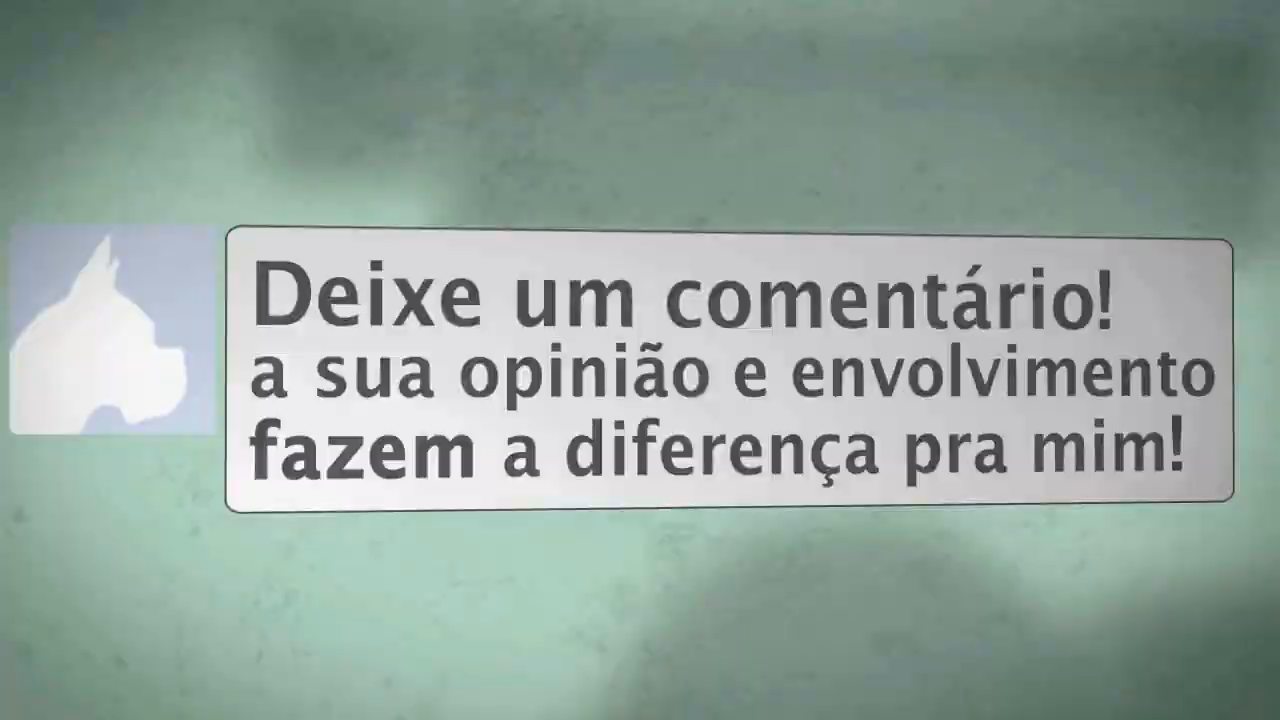 Deixe um comentário!
a sua opinião e envolvimento
fazem a diferença pra mim!